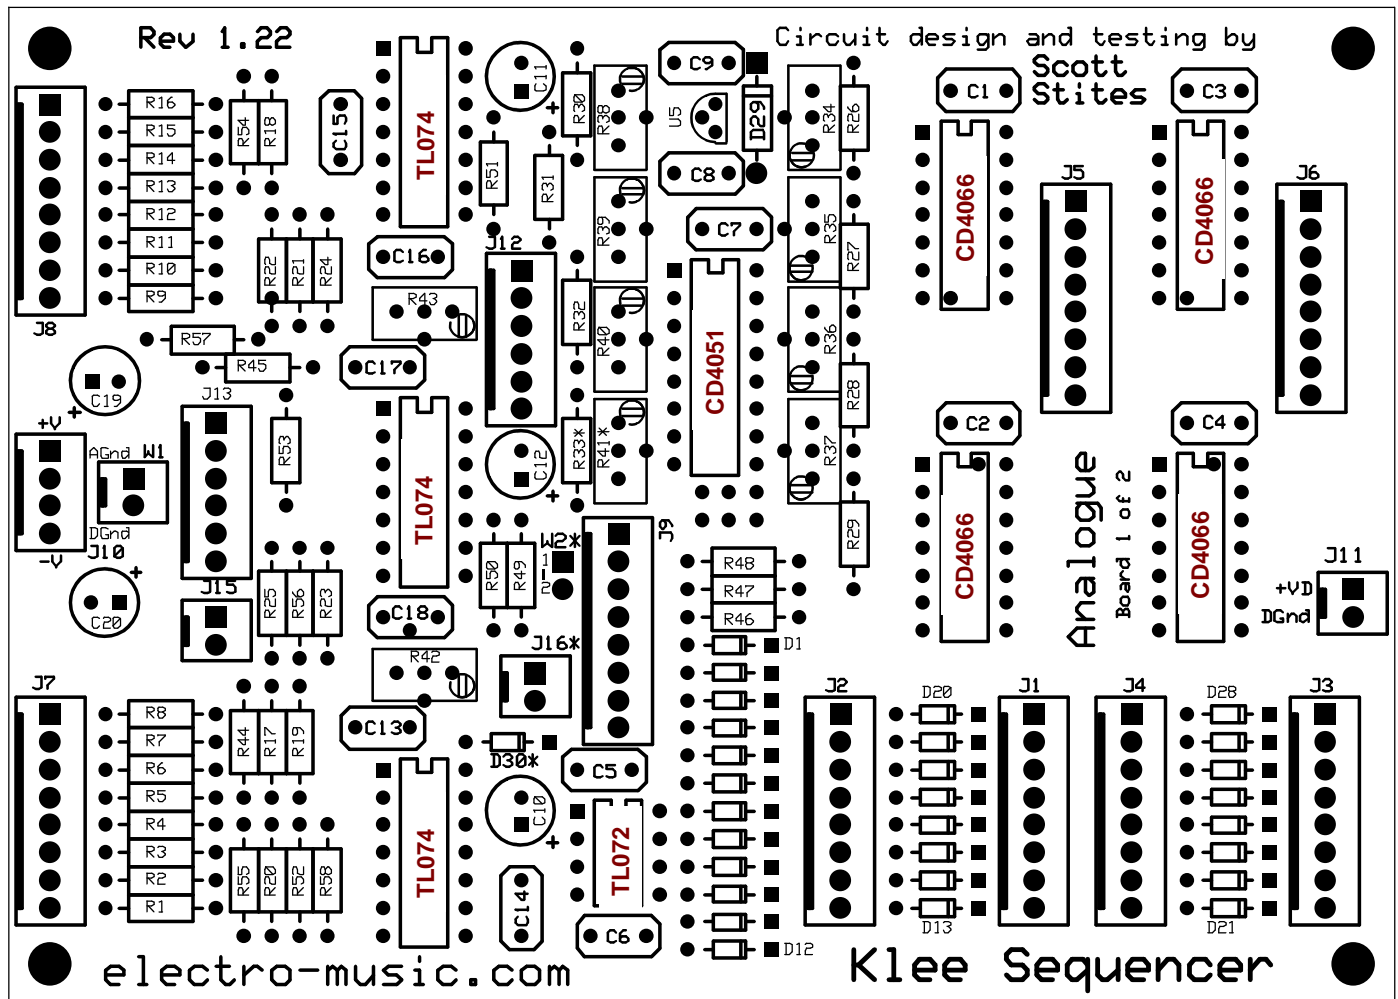 Rev 1.22
Circuit design and testing by
Scott
Stites
C11
C9
C1
C3
R16
R15
R14
R13
R12
R11
R10
R9
J8
R54
R18
C15
TL074
R51
R31
R30
R38
U5
D29
C8
R34
R26
CD4066
J5
CD4066
J6
R22
R21
R24
C16
J12
R39
C7
R35
R27
R43
R32
R40
CD4051
R36
R57
R45
C17
R28
C19
+
J13
+V
-V
J10
AGnd
W1
DGnd
R53
TL074
C12
+
R33*
R41*
R37
R29
C2
C4
CD4066
CD4066
Analogue
Board 1 of 2
J11
+VD
DGnd
C20
+
J15
R25
R56
R23
C18
R50
R49
W2*
1
2
J9
R48
R47
R46
D1
R42
J16*
J7
R8
R7
R6
R5
R4
R3
R2
R1
R44
R17
R19
C13
D30*
C5
R55
R20
R52
R58
TL074
C10
+
TL072
C14
C6
D12
J2
D20
D13
J1
J4
D28
D21
J3
+
electro-music.com
Klee Sequencer